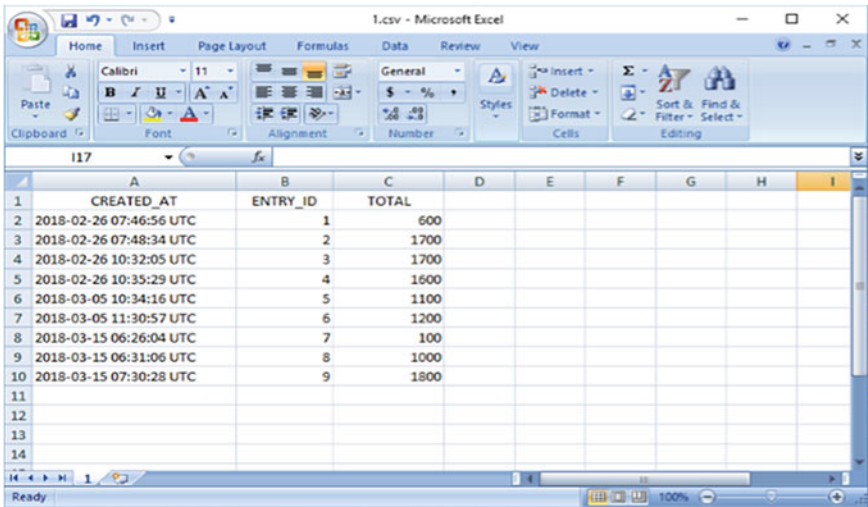 1.csv - Microsoft Excel
Home Insert Page Layout Formulas Data Review View
Calibri 11 General Insert
Paste B I U A A $ % , Styles Delete Sort & Find &
Format Filter Select
Clipboard Font Alignment Number Cells Editing
I17 fx
A B C D E F G H I
1 CREATED_AT ENTRY_ID TOTAL
2 2018-02-26 07:46:56 UTC 1 600
3 2018-02-26 07:48:34 UTC 2 1700
4 2018-02-26 10:32:05 UTC 3 1700
5 2018-02-26 10:35:29 UTC 4 1600
6 2018-03-05 10:34:16 UTC 5 1100
7 2018-03-05 11:30:57 UTC 6 1200
8 2018-03-15 06:26:04 UTC 7 100
9 2018-03-15 06:31:06 UTC 8 1000
10 2018-03-15 07:30:28 UTC 9 1800
11
12
13
14
1
Ready 100%